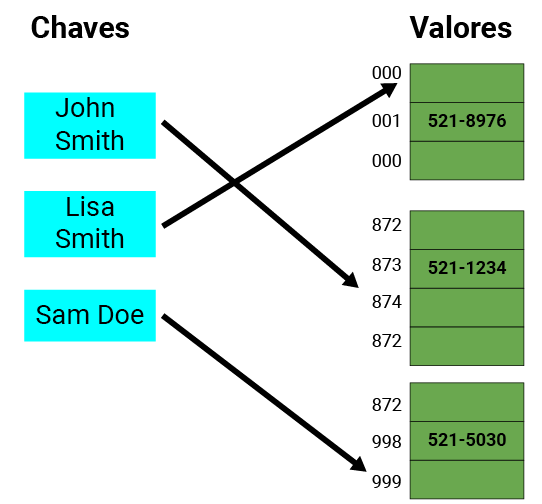 Chaves
Valores
John
Smith
Lisa
Smith
Sam Doe
000
001
521-8976
000
872
873
521-1234
874
872
872
998
521-5030
999